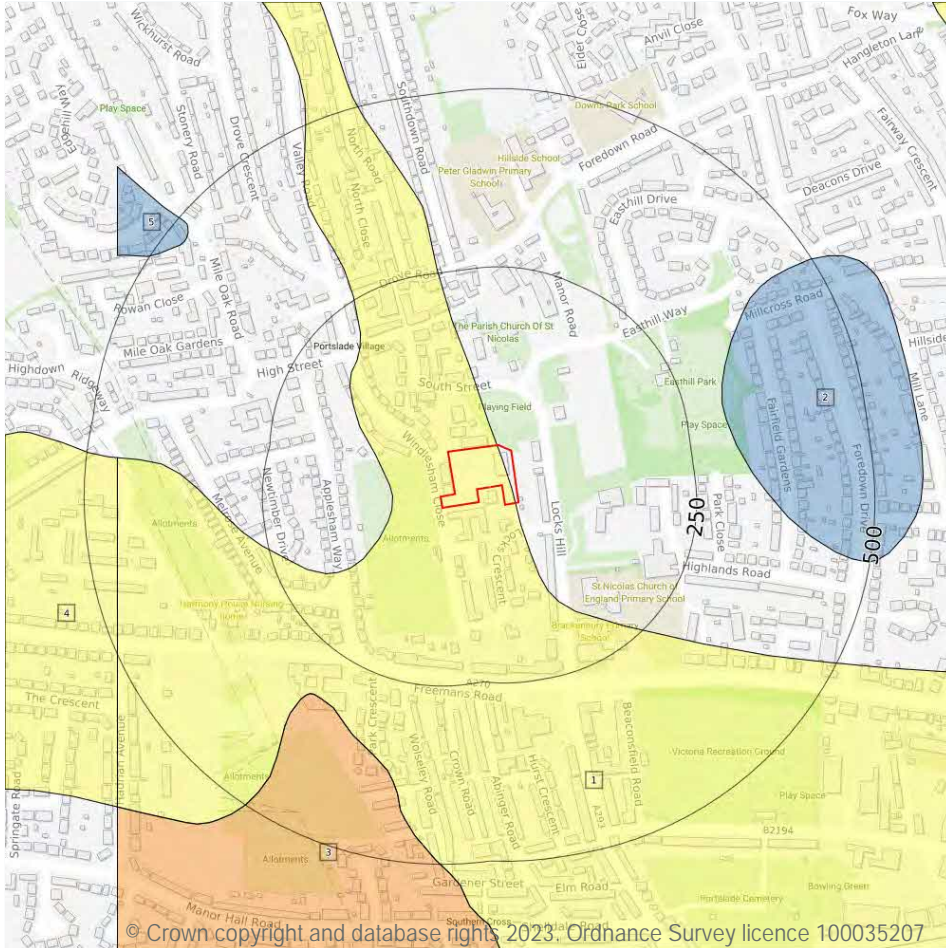 Wickhurst Road
Fox Way
Elder Close
Anvil Close
Hangleton Lane
Edgehill Way
Play Space
Stonery Road
Drove Crescent
Southdown Road
North Road
Valley Road
Downs Park School
Foredown Road
Hillside School
Peter Gladwin Primary
School
Fairway Crescent
Deacons Drive
North Close
Easthill Drive
5
Mile Oak Road
Drove Road
Manor Road
Rowan Close
Millcross Road
Easthill Way
The Parish Church Of St
Nicolas
Mile Oak Gardens
Portslade Village
Hillside
High Street
Highdown
Ridgeway
South Street
Easthill Park
Mill Lane
2
Playing Field
Play Space
Fairfield Gardens
Windlesham Close
Foredown Drive
Newtimber Drive
Applesham Way
Melrose Avenue
Locks Hill
Locks Crescent
250
Park Close
500
Allotments
Allotments
Highlands Road
St Nicolas Church of
England Primary School
Harmony House Nursing
Home
4
Brackenbury Primary
School
A270
Freemans Road
The Crescent
Park Crescent
Beaconsfield Road
Wolseley Road
Crown Road
Abinger Road
Hurst Crescent
Victoria Recreation Ground
1
Allotments
A293
Play Space
Springate Road
B2194
3
Allotments
Gardener Street
Elm Road
Bowling Green
Portslade Cemetery
Manor Hall Road
Southern Cross
© Crown copyright and database rights 2023. Ordnance Survey licence 100035207